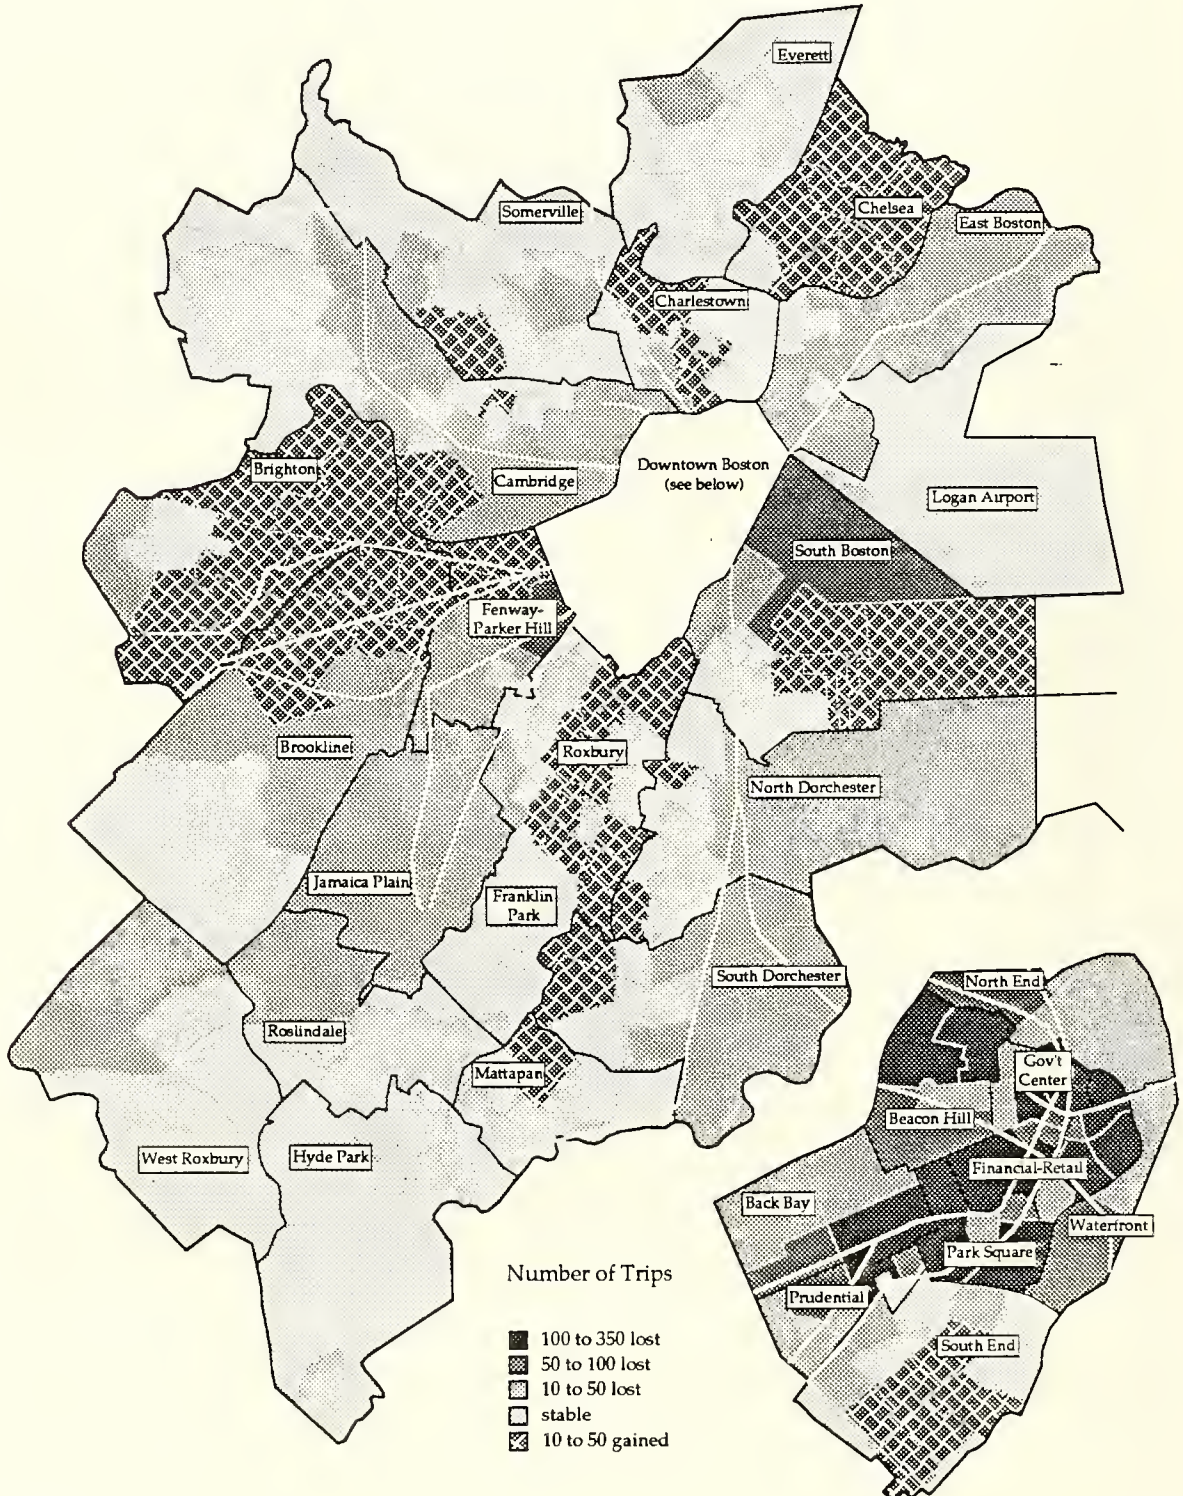 Everett
Chelsea
Somerville
East Boston
Charlestown
Brighton
Downtown Boston
(see below)
Cambridge
Logan Airport
South Boston
Fenway-
Parker Hill
Brookline
Roxbury
North Dorchester
Jamaica Plain
Franklin
Park
South Dorchester
North End
Roslindale
Gov't
Center
Mattapan
Beacon Hill
West Roxbury
Hyde Park
Financial-Retail
Back Bay
Waterfront
Park Square
Prudential
South End
Number of Trips
100 to 350 lost
50 to 100 lost
10 to 50 lost
stable
10 to 50 gained